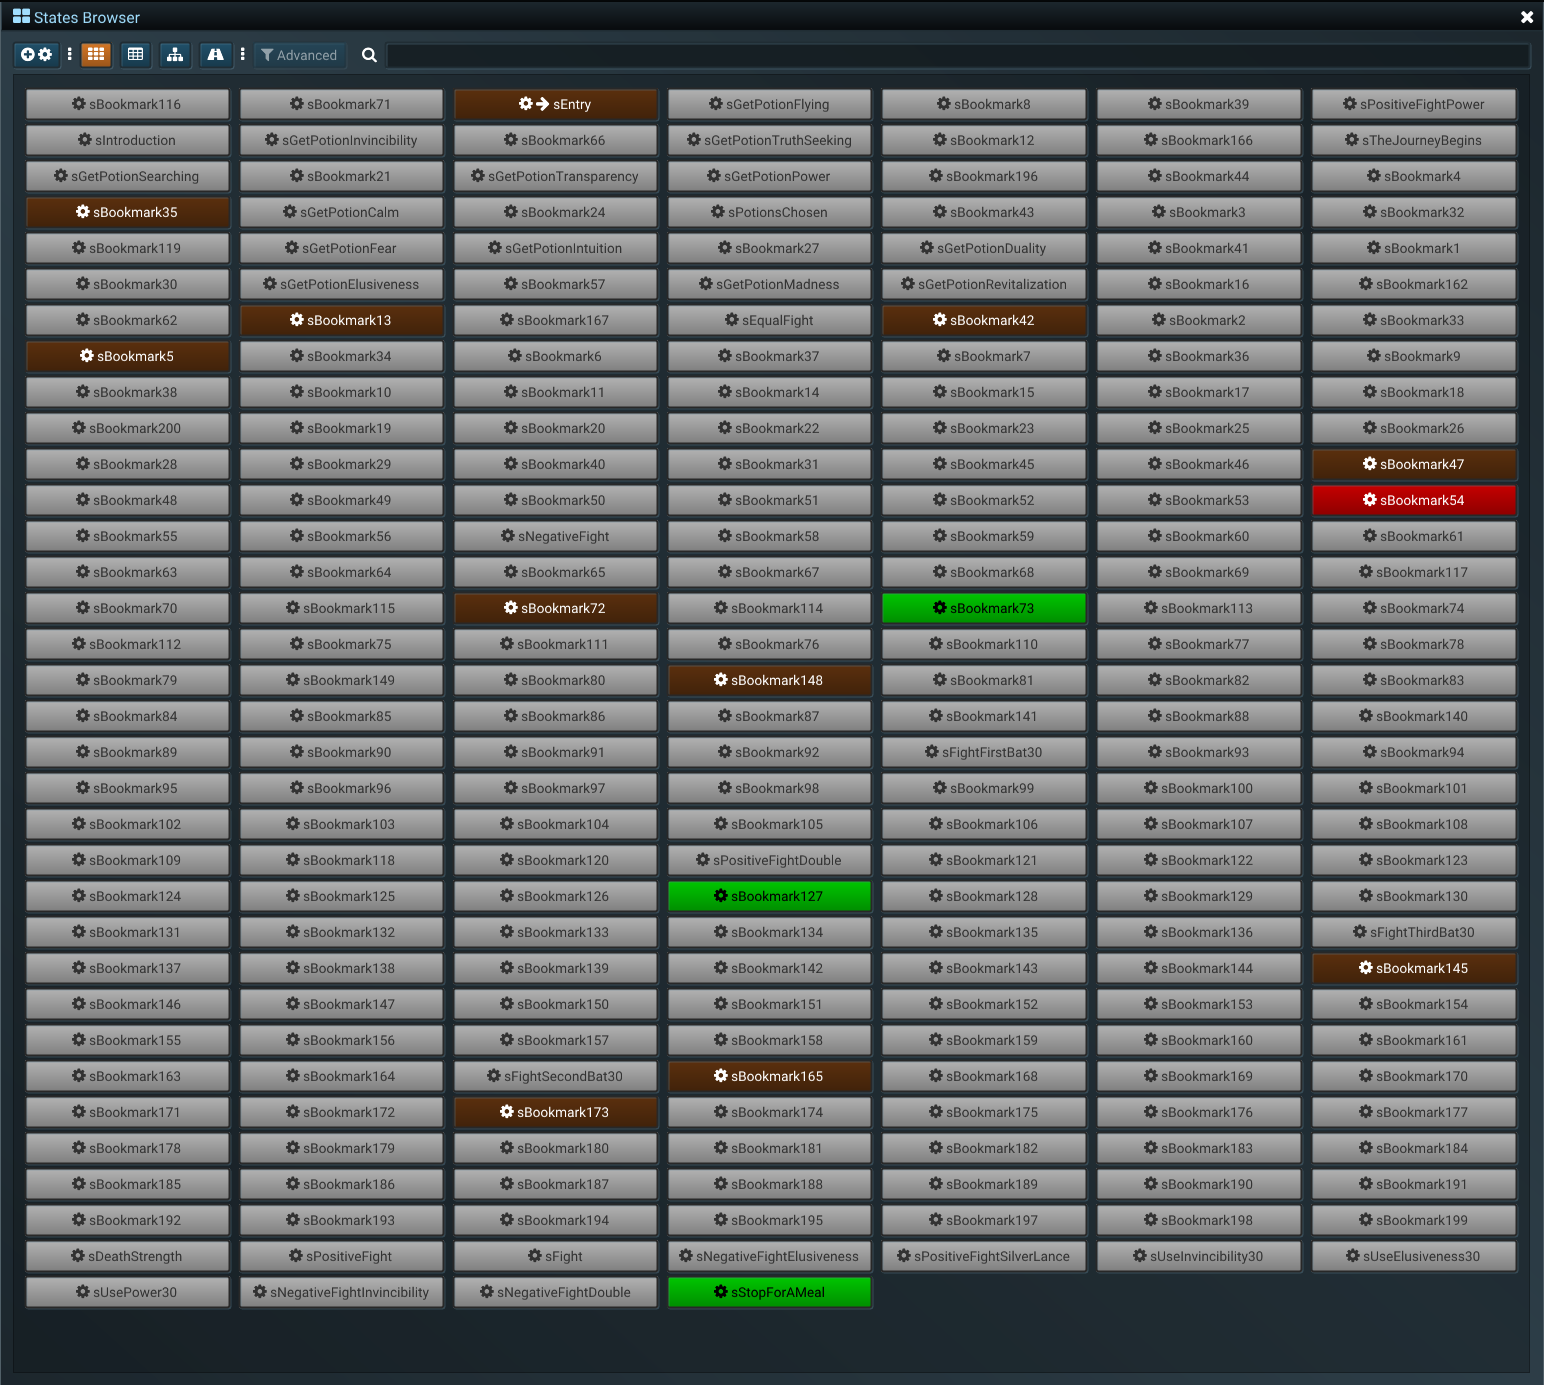 States Browser
Advanced
sBookmark116 sBookmark71 sEntry sGetPotionFlying sBookmark8 sBookmark39 sPositiveFightPower
sIntroduction sGetPotionInvincibility sBookmark66 sGetPotionTruthSeeking sBookmark12 sBookmark166 sTheJourneyBegins
sGetPotionSearching sBookmark21 sGetPotionTransparency sGetPotionPower sBookmark196 sBookmark44 sBookmark4
sBookmark35 sGetPotionCalm sBookmark24 sPotionsChosen sBookmark43 sBookmark3 sBookmark32
sBookmark119 sGetPotionFear sGetPotionIntuition sBookmark27 sGetPotionDuality sBookmark41 sBookmark1
sBookmark30 sGetPotionElusiveness sBookmark57 sGetPotionMadness sGetPotionRevitalization sBookmark16 sBookmark162
sBookmark62 sBookmark13 sBookmark167 sEqualFight sBookmark42 sBookmark2 sBookmark33
sBookmark5 sBookmark34 sBookmark6 sBookmark37 sBookmark7 sBookmark36 sBookmark9
sBookmark38 sBookmark10 sBookmark11 sBookmark14 sBookmark15 sBookmark17 sBookmark18
sBookmark200 sBookmark19 sBookmark20 sBookmark22 sBookmark23 sBookmark25 sBookmark26
sBookmark28 sBookmark29 sBookmark40 sBookmark31 sBookmark45 sBookmark46 sBookmark47
sBookmark48 sBookmark49 sBookmark50 sBookmark51 sBookmark52 sBookmark53 sBookmark54
sBookmark55 sBookmark56 sNegativeFight sBookmark58 sBookmark59 sBookmark60 sBookmark61
sBookmark63 sBookmark64 sBookmark65 sBookmark67 sBookmark68 sBookmark69 sBookmark117
sBookmark70 sBookmark115 sBookmark72 sBookmark114 sBookmark73 sBookmark113 sBookmark74
sBookmark112 sBookmark75 sBookmark111 sBookmark76 sBookmark110 sBookmark77 sBookmark78
sBookmark79 sBookmark149 sBookmark80 sBookmark148 sBookmark81 sBookmark82 sBookmark83
sBookmark84 sBookmark85 sBookmark86 sBookmark87 sBookmark141 sBookmark88 sBookmark140
sBookmark89 sBookmark90 sBookmark91 sBookmark92 sFightFirstBat30 sBookmark93 sBookmark94
sBookmark95 sBookmark96 sBookmark97 sBookmark98 sBookmark99 sBookmark100 sBookmark101
sBookmark102 sBookmark103 sBookmark104 sBookmark105 sBookmark106 sBookmark107 sBookmark108
sBookmark109 sBookmark118 sBookmark120 sPositiveFightDouble sBookmark121 sBookmark122 sBookmark123
sBookmark124 sBookmark125 sBookmark126 sBookmark127 sBookmark128 sBookmark129 sBookmark130
sBookmark131 sBookmark132 sBookmark133 sBookmark134 sBookmark135 sBookmark136 sFightThirdBat30
sBookmark137 sBookmark138 sBookmark139 sBookmark142 sBookmark143 sBookmark144 sBookmark145
sBookmark146 sBookmark147 sBookmark150 sBookmark151 sBookmark152 sBookmark153 sBookmark154
sBookmark155 sBookmark156 sBookmark157 sBookmark158 sBookmark159 sBookmark160 sBookmark161
sBookmark163 sBookmark164 sFightSecondBat30 sBookmark165 sBookmark168 sBookmark169 sBookmark170
sBookmark171 sBookmark172 sBookmark173 sBookmark174 sBookmark175 sBookmark176 sBookmark177
sBookmark178 sBookmark179 sBookmark180 sBookmark181 sBookmark182 sBookmark183 sBookmark184
sBookmark185 sBookmark186 sBookmark187 sBookmark188 sBookmark189 sBookmark190 sBookmark191
sBookmark192 sBookmark193 sBookmark194 sBookmark195 sBookmark197 sBookmark198 sBookmark199
sDeathStrength sPositiveFight sFight sNegativeFightElusiveness sPositiveFightSilverLance sUseInvincibility30 sUseElusiveness30
sUsePower30 sNegativeFightInvincibility sNegativeFightDouble sStopForAMeal